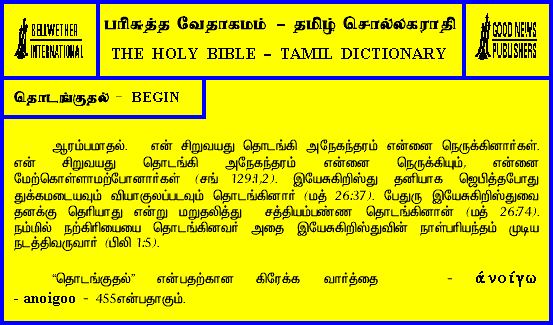 BELLWETHER
INTERNATIONAL
பரிசுத்த வேதாகமம் – தமிழ் சொல்லகராதி
THE HOLY BIBLE – TAMIL DICTIONARY
GOOD NEWS
PUBLISHERS
தொடங்குதல் – BEGIN
ஆரம்பமாதல். என் சிறுவயது தொடங்கி அநேகந்தரம் என்னை நெருக்கினார்கள்.
என் சிறுவயது தொடங்கி அநேகந்தரம் என்னை நெருக்கியும், என்னை
மேற்கொள்ளாமற்போனார்கள் (சங் 129:1,2). இயேசுகிறிஸ்து தனியாக ஜெபித்தபோது
துக்கமடையவும் வியாகுலப்படவும் தொடங்கினார் (மத் 26:37). பேதுரு இயேசுகிறிஸ்துவை
தனக்கு தெரியாது என்று மறுதலித்து சத்தியம்பண்ண தொடங்கினான் (மத் 26:74).
நம்மில் நற்கிரியையை தொடங்கினவர் அதை இயேசுகிறிஸ்துவின் நாள்பரியந்தம் முடிய
நடத்திவருவார் (பிலி 1:5).
“தொடங்குதல்” என்பதற்கான கிரேக்க வார்த்தை - ἀνοίγω
- anoigoo - 455என்பதாகும்.